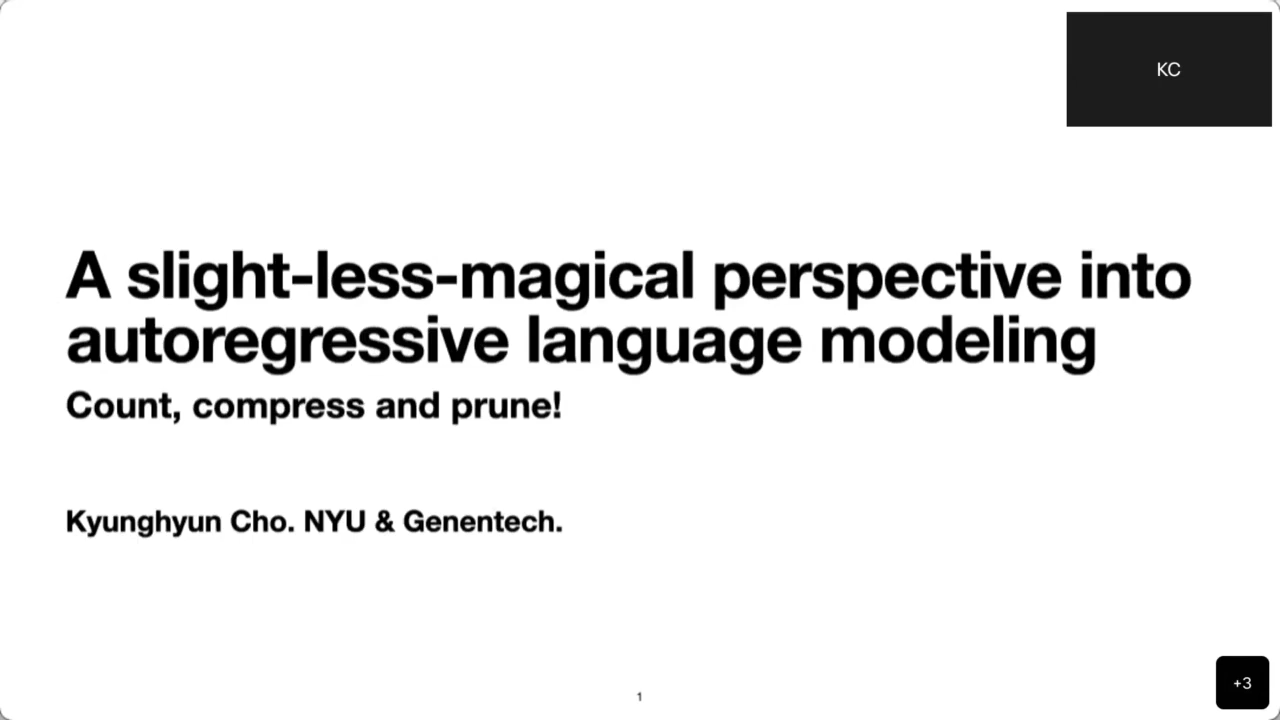 KC
A slight-less-magical perspective into
autoregressive language modeling
Count, compress and prune!
Kyunghyun Cho. NYU & Genentech.
1
+3